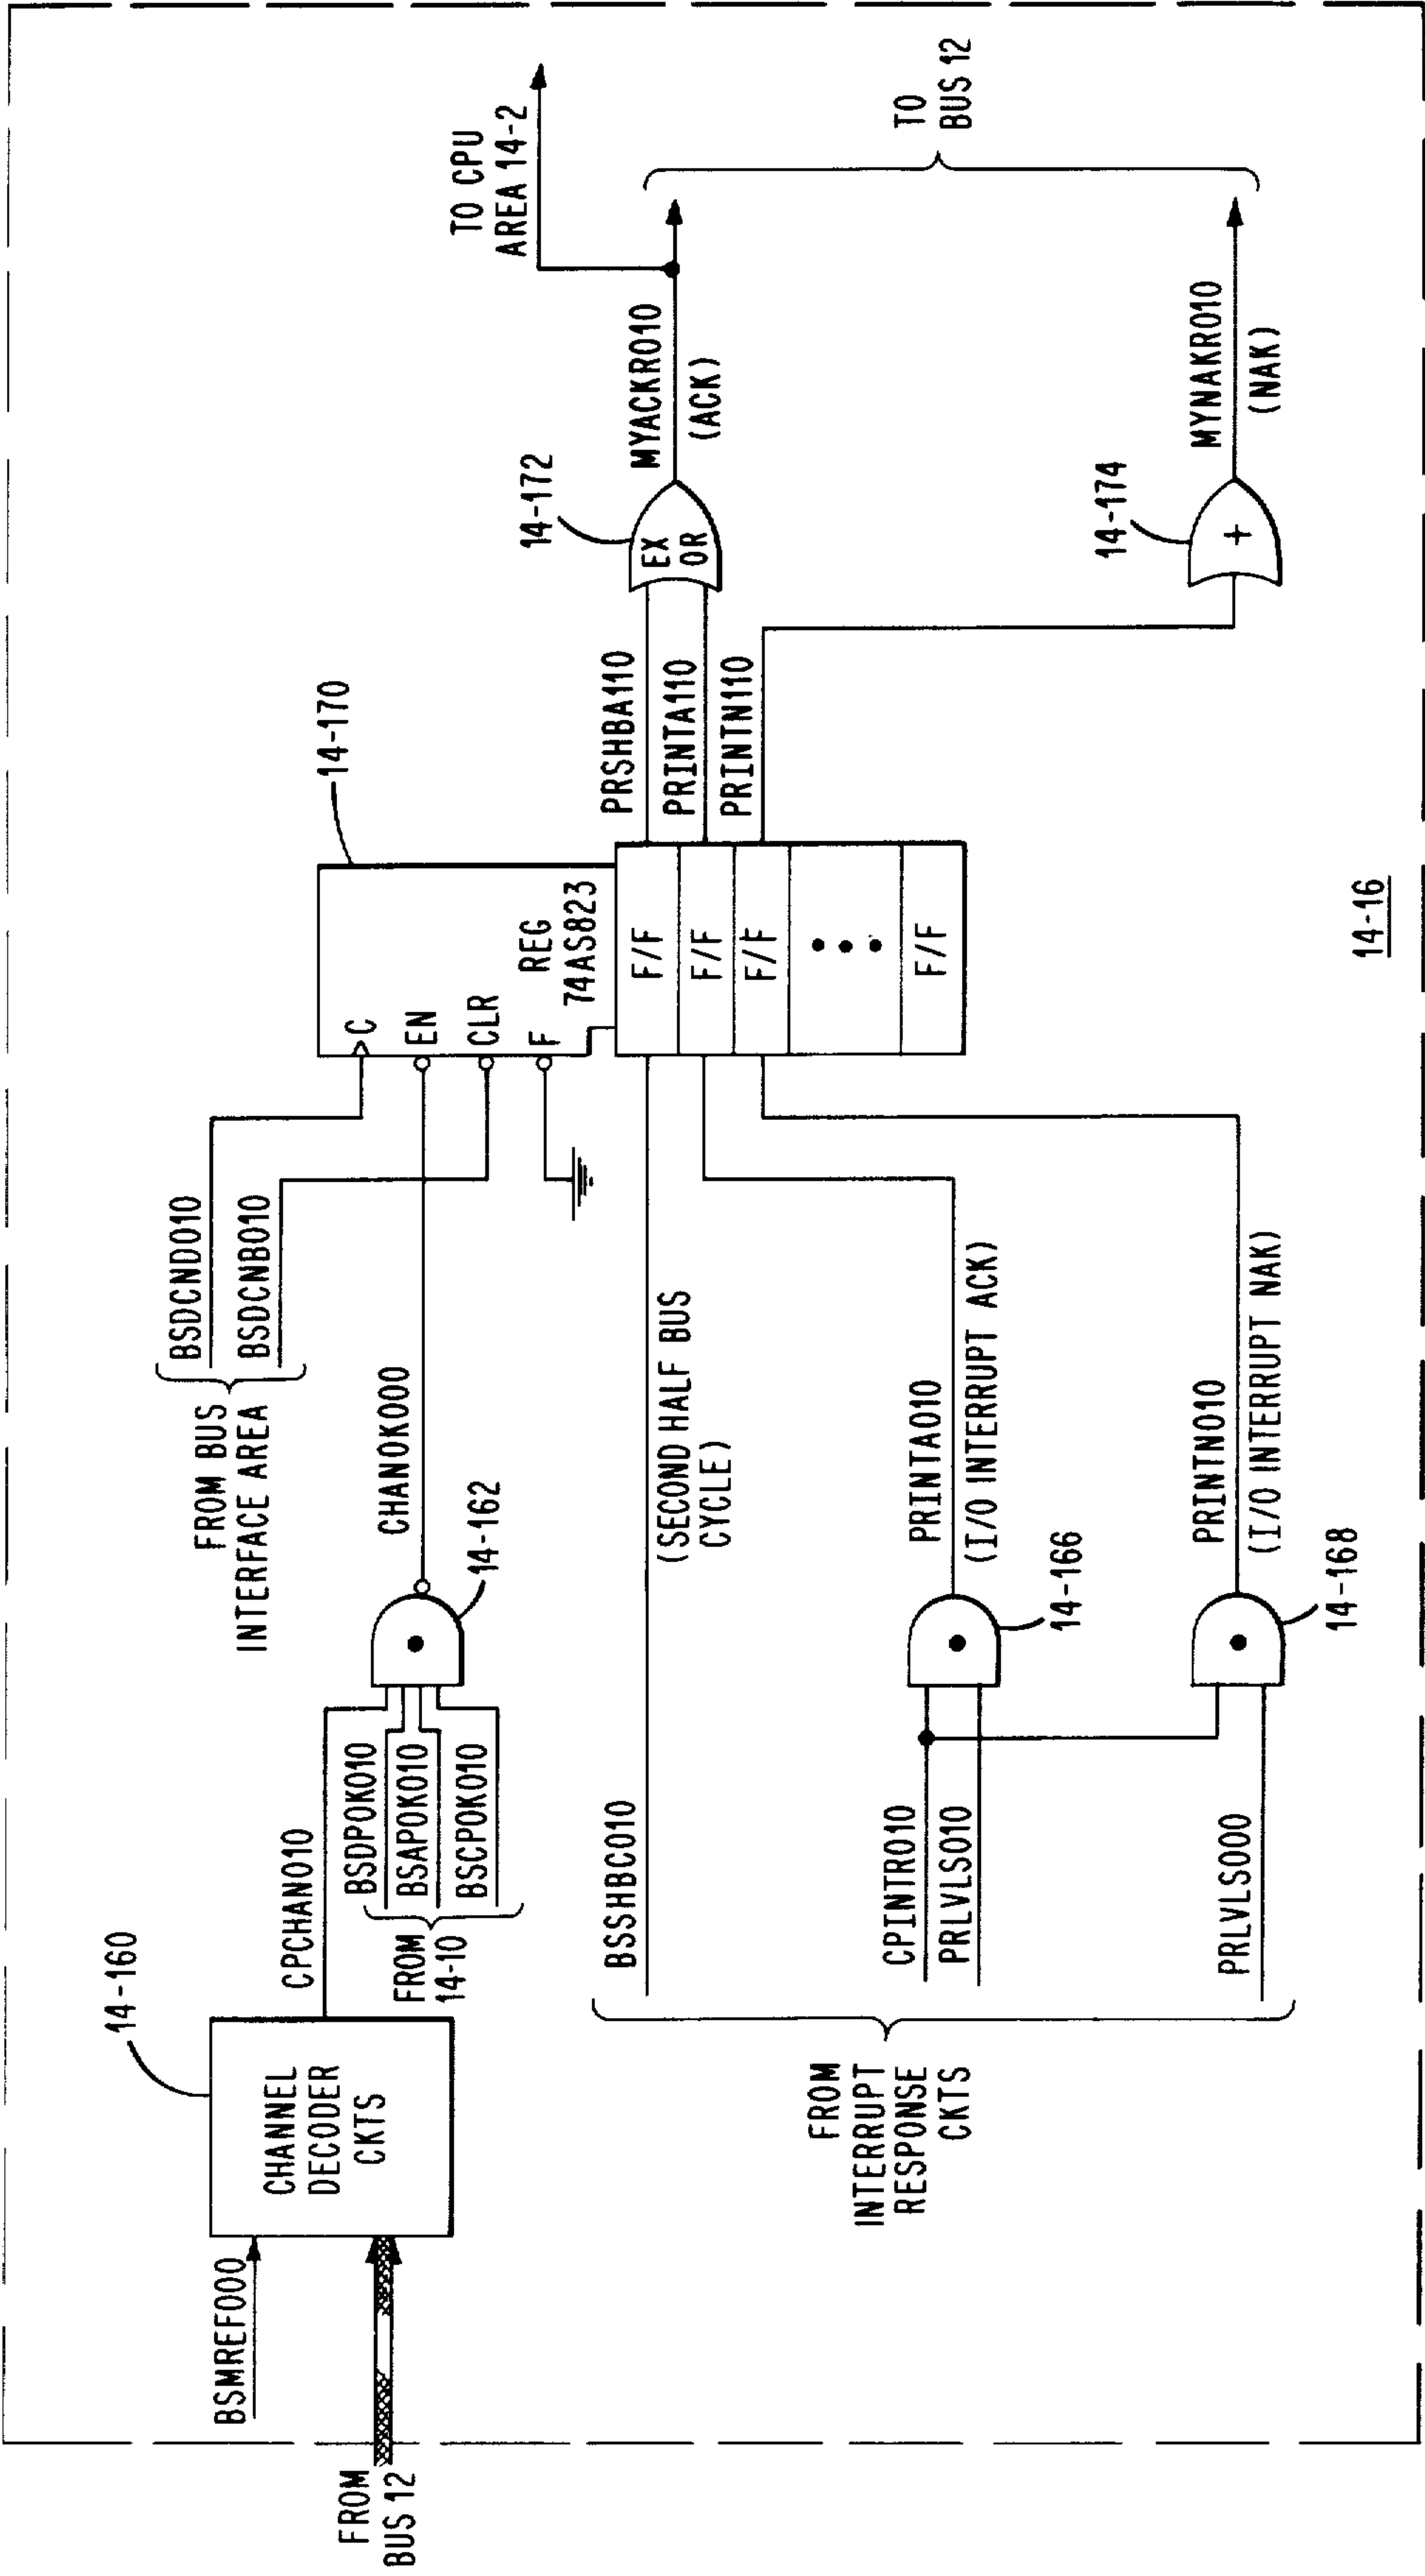 FROM
BUS 12
BSMREF000
CHANNEL
DECODER
CKTS
14-160
CPCHAN010
BSDPOK010
BSAPOK010
BSCPOK010
FROM
14-10
14-162
CHANOK000
FROM BUS
INTERFACE AREA
BSDCND010
BSDCNB010
C
EN
CLR
F
REG
74AS823
14-170
F/F
F/F
F/F
F/F
FROM
INTERRUPT
RESPONSE
CKTS
BSSHBC010
(SECOND HALF BUS
CYCLE)
CPINTR010
PRLVLS010
PRLVLS000
14-166
PRINTA010
(I/O INTERRUPT ACK)
14-168
PRINTN010
(I/O INTERRUPT NAK)
PRSHBA110
PRINTA110
PRINTN110
14-172
EX
OR
MYACKR010
(ACK)
TO CPU
AREA 14-2
14-174
+
MYNAKR010
(NAK)
TO
BUS 12
14-16